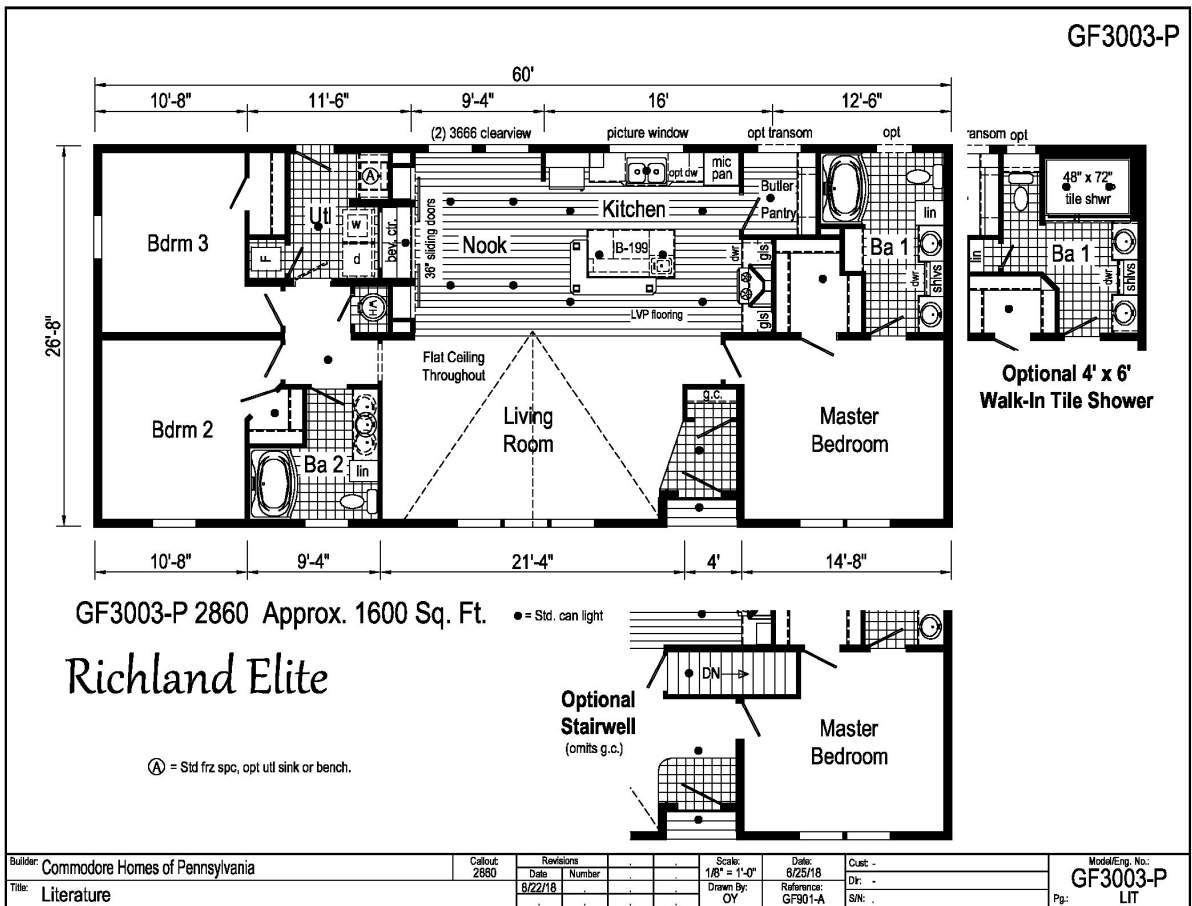 GF3003-P
60'
10'-8" 11'-6" 9'-4" 16' 12'-6"
(2) 3666 clearview picture window opt transom opt
ransom opt
26'-8"
Bdrm 3
Utl
A
w
d
F
WH
bev. ctr.
36" sliding doors
Nook
Kitchen
opt dw
mic
pan
B-199
LVP flooring
Butler
Pantry
dwr
gls
gls
lin
Ba 1
dwr
shlvs
48" x 72"
tile shwr
lin
Ba 1
dwr
shlvs
Optional 4' x 6'
Walk-In Tile Shower
Flat Ceiling
Throughout
Bdrm 2
Ba 2
lin
Living
Room
g.c.
Master
Bedroom
10'-8" 9'-4" 21'-4" 4' 14'-8"
GF3003-P 2860 Approx. 1600 Sq. Ft.
= Std. can light
Richland Elite
A = Std frz spc, opt utl sink or bench.
DN
Optional
Stairwell
(omits g.c.)
Master
Bedroom
Builder: Commodore Homes of Pennsylvania
Title: Literature
Callout:
2860
Revisions
Date Number
8/22/18
Scale:
1/8" = 1'-0"
Drawn By:
OY
Date:
6/25/18
Reference:
GF901-A
Cust: -
Dlr: -
S/N: .
Model/Eng. No.:
GF3003-P
Pg.: LIT